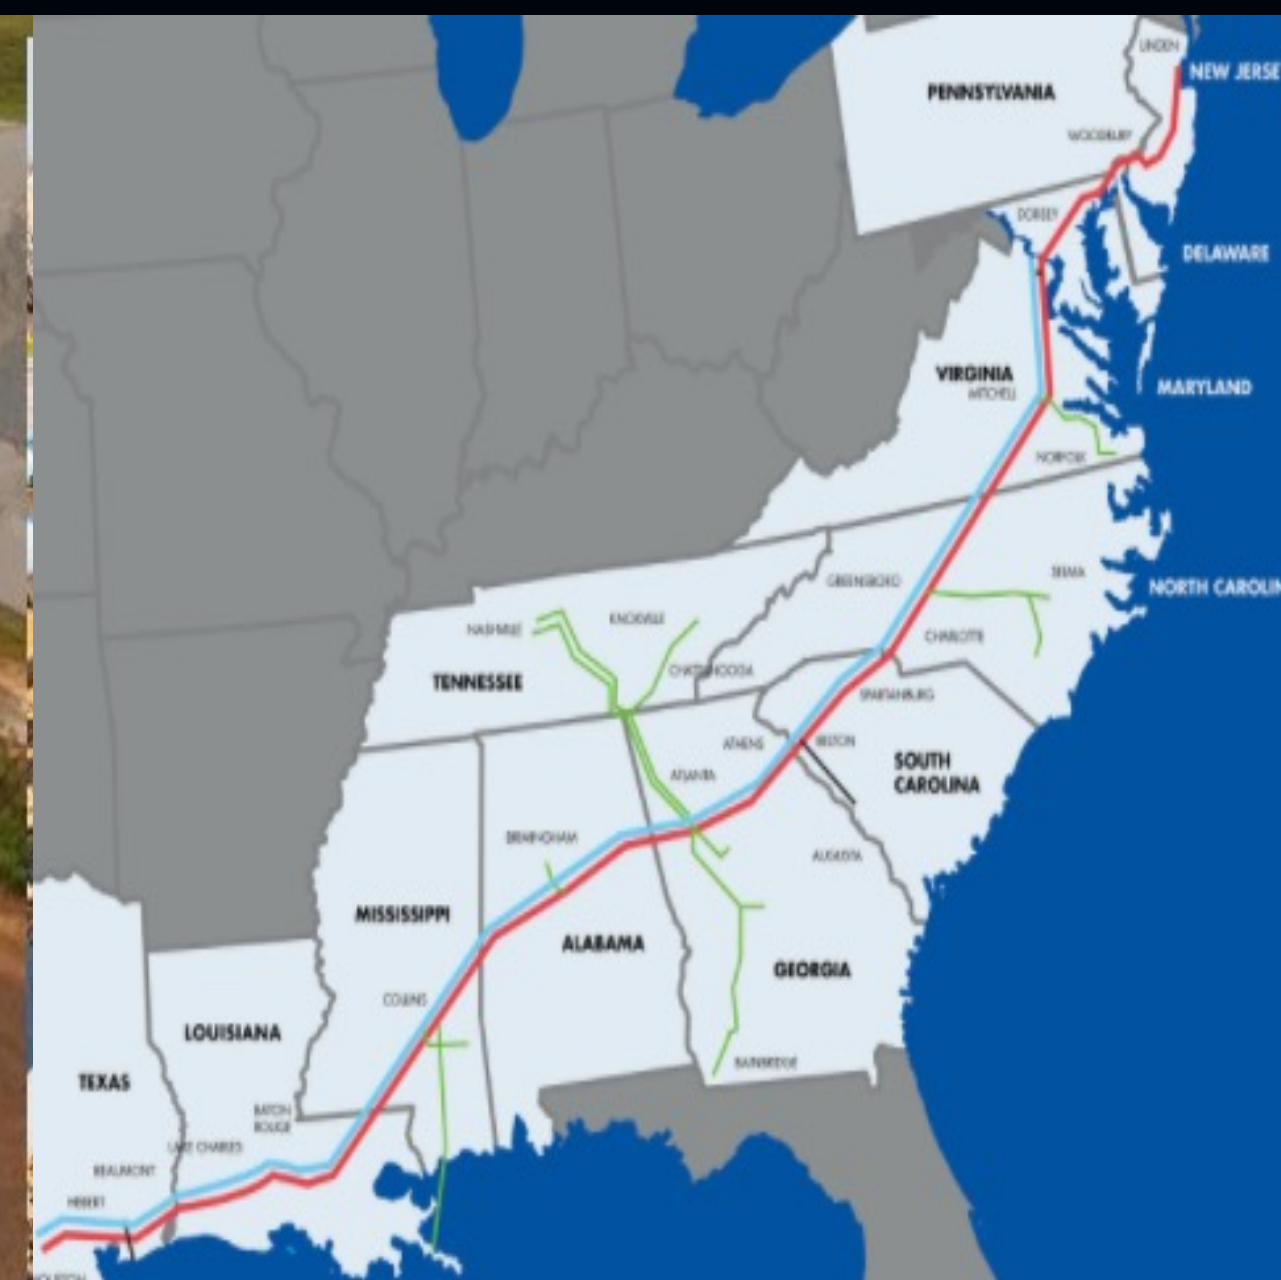 LINDEN
NEW JERSE
PENNSYLVANIA
WOODBURY
DORSEY
DELAWARE
VIRGINIA
MITCHELL
MARYLAND
NORFOLK
GREENSBORO
SELMA
NORTH CAROLIN
NASHVILLE
KNOXVILLE
CHARLOTTE
CHATTANOOGA
TENNESSEE
SPARTANBURG
ATHENS
BELTON
SOUTH
CAROLINA
ATLANTA
BIRMINGHAM
AUGUSTA
MISSISSIPPI
ALABAMA
GEORGIA
COLLINS
LOUISIANA
BAINBRIDGE
TEXAS
BATON
ROUGE
LAKE CHARLES
BEAUMONT
HEBERT